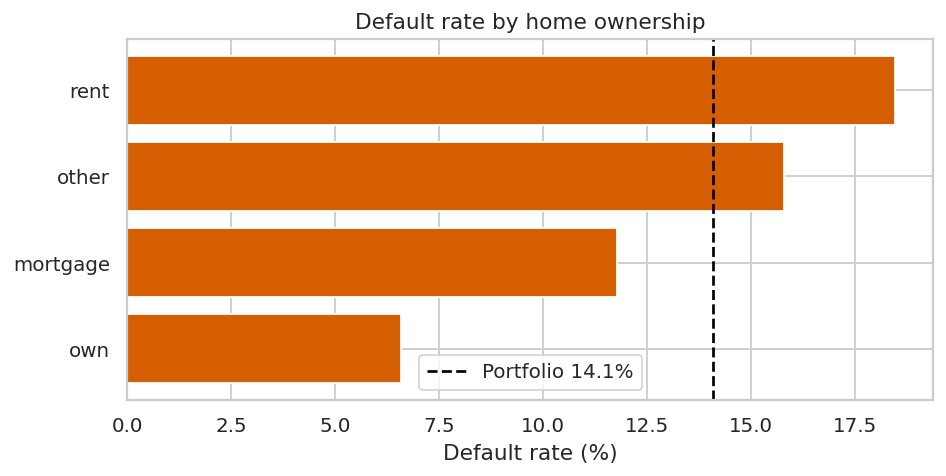 Default rate by home ownership
rent
other
mortgage
own
Portfolio 14.1%
0.0 2.5 5.0 7.5 10.0 12.5 15.0 17.5
Default rate (%)